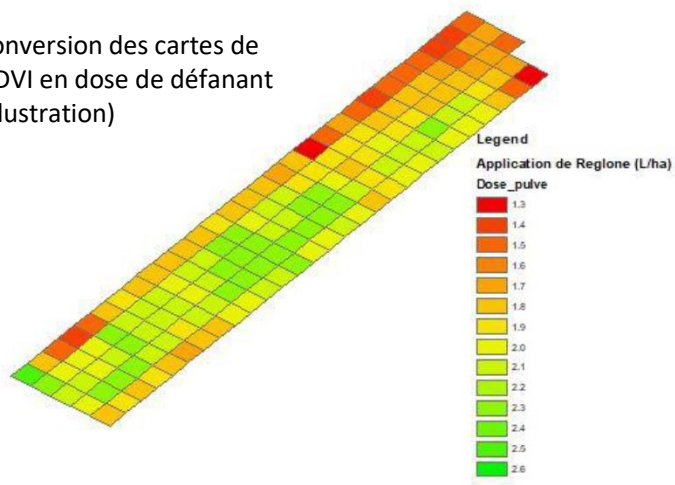 onversion des cartes de
DVI en dose de défanant
llustration)
Legend
Application de Reglone (L/ha)
Dose_pulve
1.3
1.4
1.5
1.6
1.7
1.8
1.9
2.0
2.1
2.2
2.3
2.4
2.5
2.6